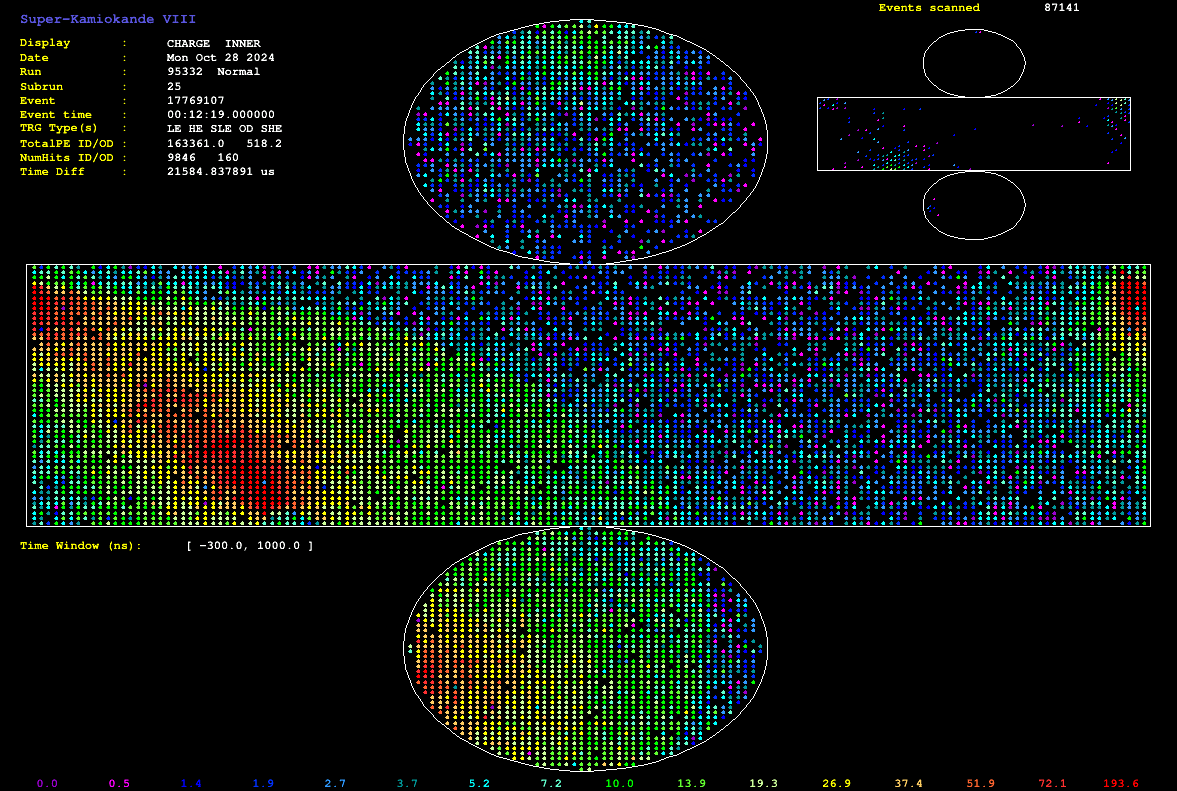 Super-Kamiokande VIII
Events scanned 87141
Display : CHARGE INNER
Date : Mon Oct 28 2024
Run : 95332 Normal
Subrun : 25
Event : 17769107
Event time : 00:12:19.000000
TRG Type(s) : LE HE SLE OD SHE
TotalPE ID/OD : 163361.0 518.2
NumHits ID/OD : 9846 160
Time Diff : 21584.837891 us
Time Window (ns): [ -300.0, 1000.0 ]
0.0 0.5 1.4 1.9 2.7 3.7 5.2 7.2 10.0 13.9 19.3 26.9 37.4 51.9 72.1 193.6